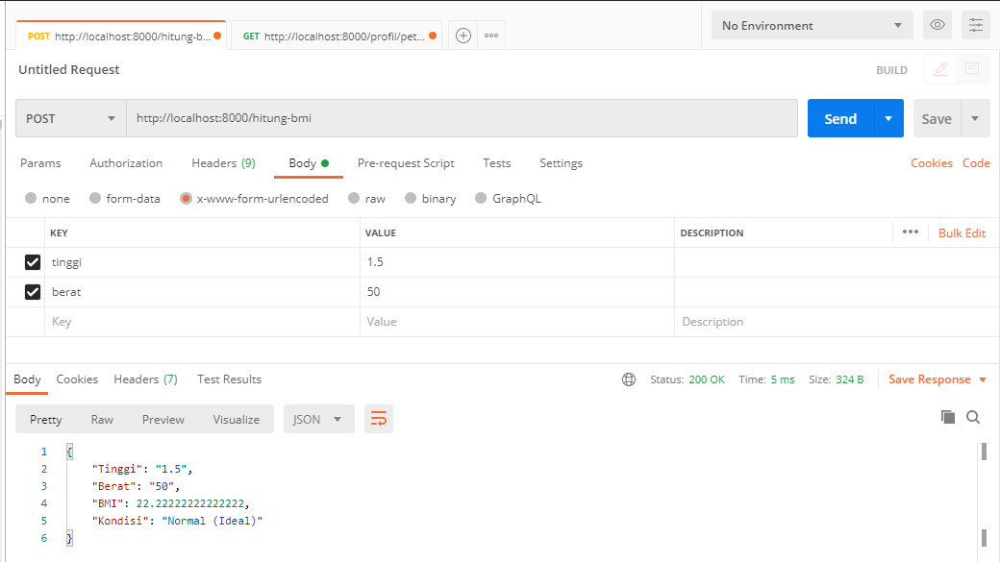 POST http://localhost:8000/hitung-b... GET http://localhost:8000/profil/pet... No Environment
Untitled Request BUILD
POST http://localhost:8000/hitung-bmi Send Save
Params Authorization Headers (9) Body Pre-request Script Tests Settings Cookies Code
none form-data x-www-form-urlencoded raw binary GraphQL
KEY VALUE DESCRIPTION Bulk Edit
tinggi 1.5
berat 50
Key Value Description
Body Cookies Headers (7) Test Results Status: 200 OK Time: 5 ms Size: 324 B Save Response
Pretty Raw Preview Visualize JSON
1 {
2 "Tinggi": "1.5",
3 "Berat": "50",
4 "BMI": 22.22222222222222,
5 "Kondisi": "Normal (Ideal)"
6 }